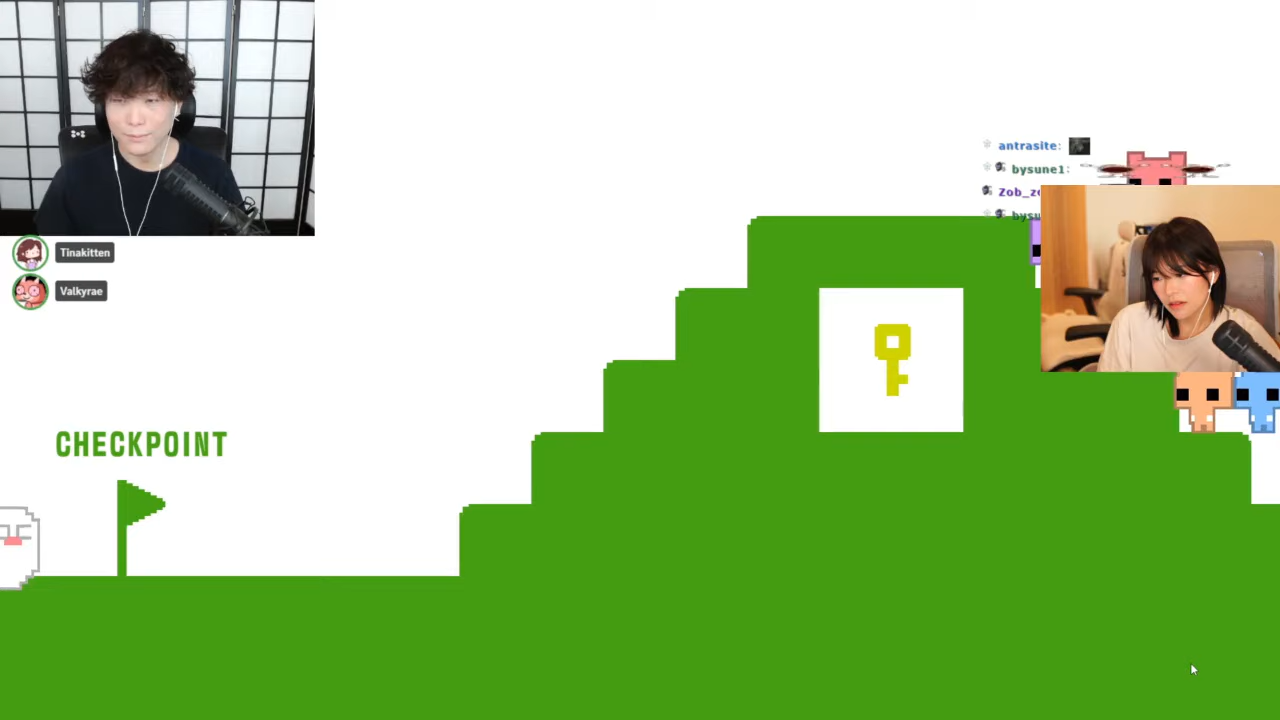 antrasite:
bysune1:
Tinakitten
Valkyrae
CHECKPOINT